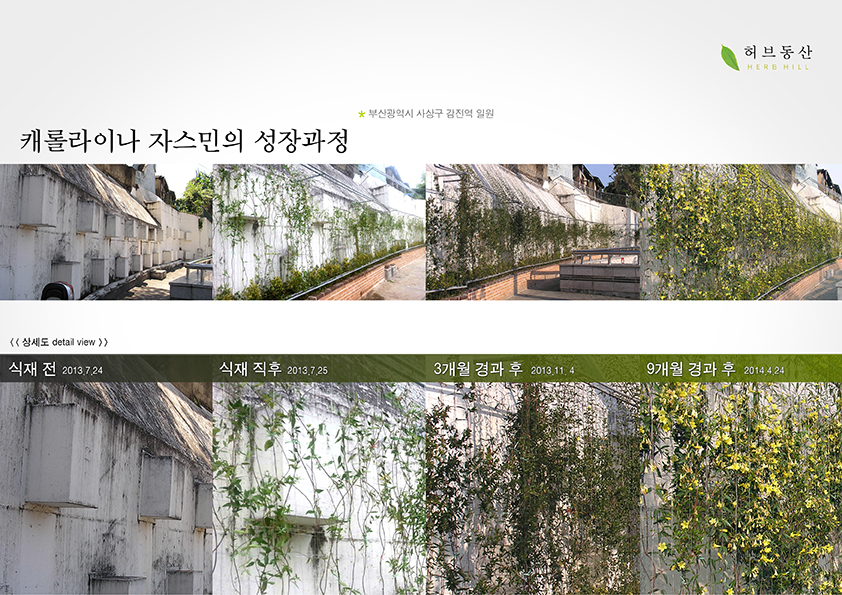 허브동산
HERB HILL
* 부산광역시 사상구 감전역 일원
캐롤라이나 자스민의 성장과정
<< 상세도 detail view >>
식재 전 2013.7.24
식재 직후 2013.7.25
3개월 경과 후 2013.11. 4
9개월 경과 후 2014.4.24